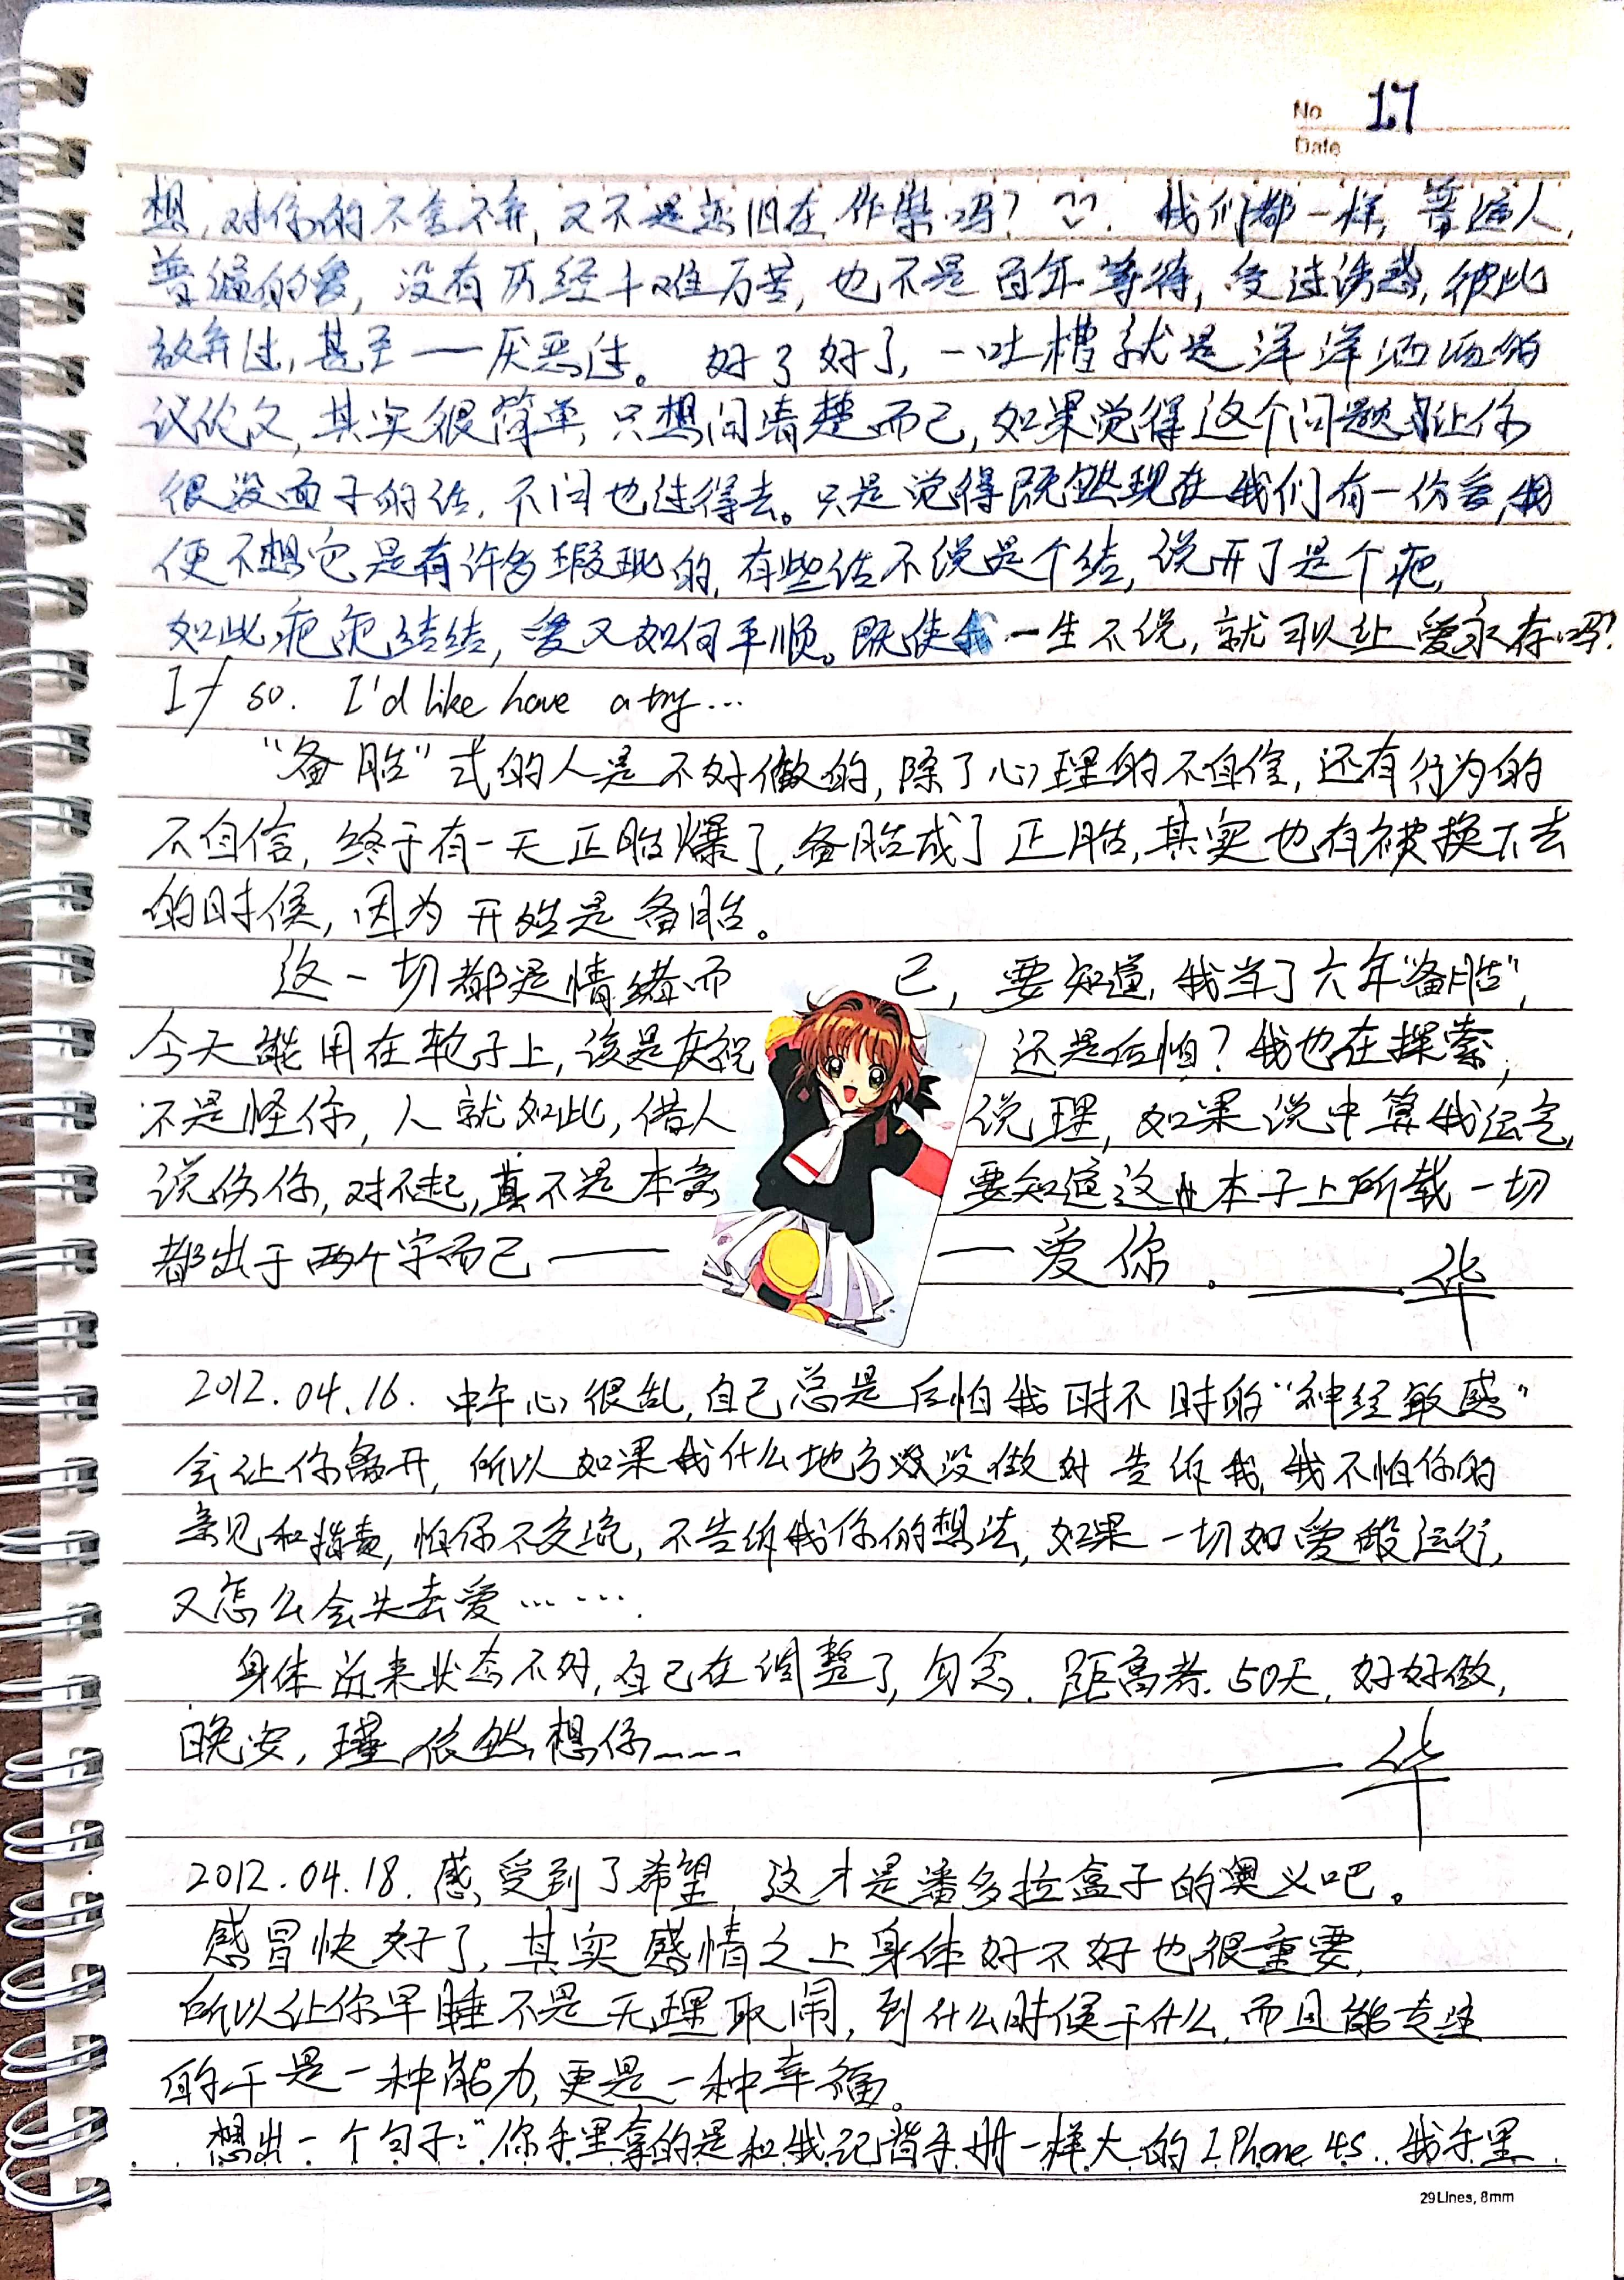 No 17
Date
想,对你的不舍不弃,又不是恋旧在作祟吗? 我们都一样,普通人,
普通的爱,没有历经千难万苦,也不是百年等待,受过诱惑,彼此
放弃过,甚至——厌恶过。好了好了,一吐槽就是洋洋洒洒的
议论文,其实很简单,只想问清楚而已,如果觉得这个问题让你
很没面子的话,不问也过得去。只是觉得既然现在我们有一份爱,我
便不想它是有许多瑕玼的,有些结不说是个结,说开了是个疤,
如此疤疤结结,爱又如何平顺。既使我一生不说,就可以让爱永存吗?
If so. I'd like have a try...
“备胎”式的人是不好做的,除了心理的不自信,还有行为的
不自信,终于有一天正胎爆了,备胎成了正胎,其实也有被换下去
的时候,因为开始是备胎。
这一切都是情绪而已,要知道,我当了六年“备胎”,
今天能用在轮子上,该是庆祝还是后怕?我也在探索,
不是怪你,人就如此,借人说理,如果说中算我运气,
说伤你,对不起,真不是本意要知道这本子上所载一切
都出于两个字而已————爱你。——华
2012.04.16. 中午心很乱,自己总是后怕我时不时的“神经敏感”
会让你离开,所以如果我什么地方没做好告诉我,我不怕你的
意见和指责,怕你不交流,不告诉我你的想法,如果一切如爱般运行,
又怎么会失去爱……….
身体近来状态不好,自己在调整了,勿念.距高考50天,好好做,
晚安,瑾,依然想你~~~~
——华
2012.04.18.感受到了希望 这才是潘多拉盒子的奥义吧。
感冒快好了,其实感情之上身体好不好也很重要,
所以让你早睡不是无理取闹,到什么时候干什么,而且能专注
的干是一种能力,更是一种幸福。
想出一个句子:“你手里拿的是和我记谱手册一样大的IPhone 4S..我手里
29Lines, 8mm